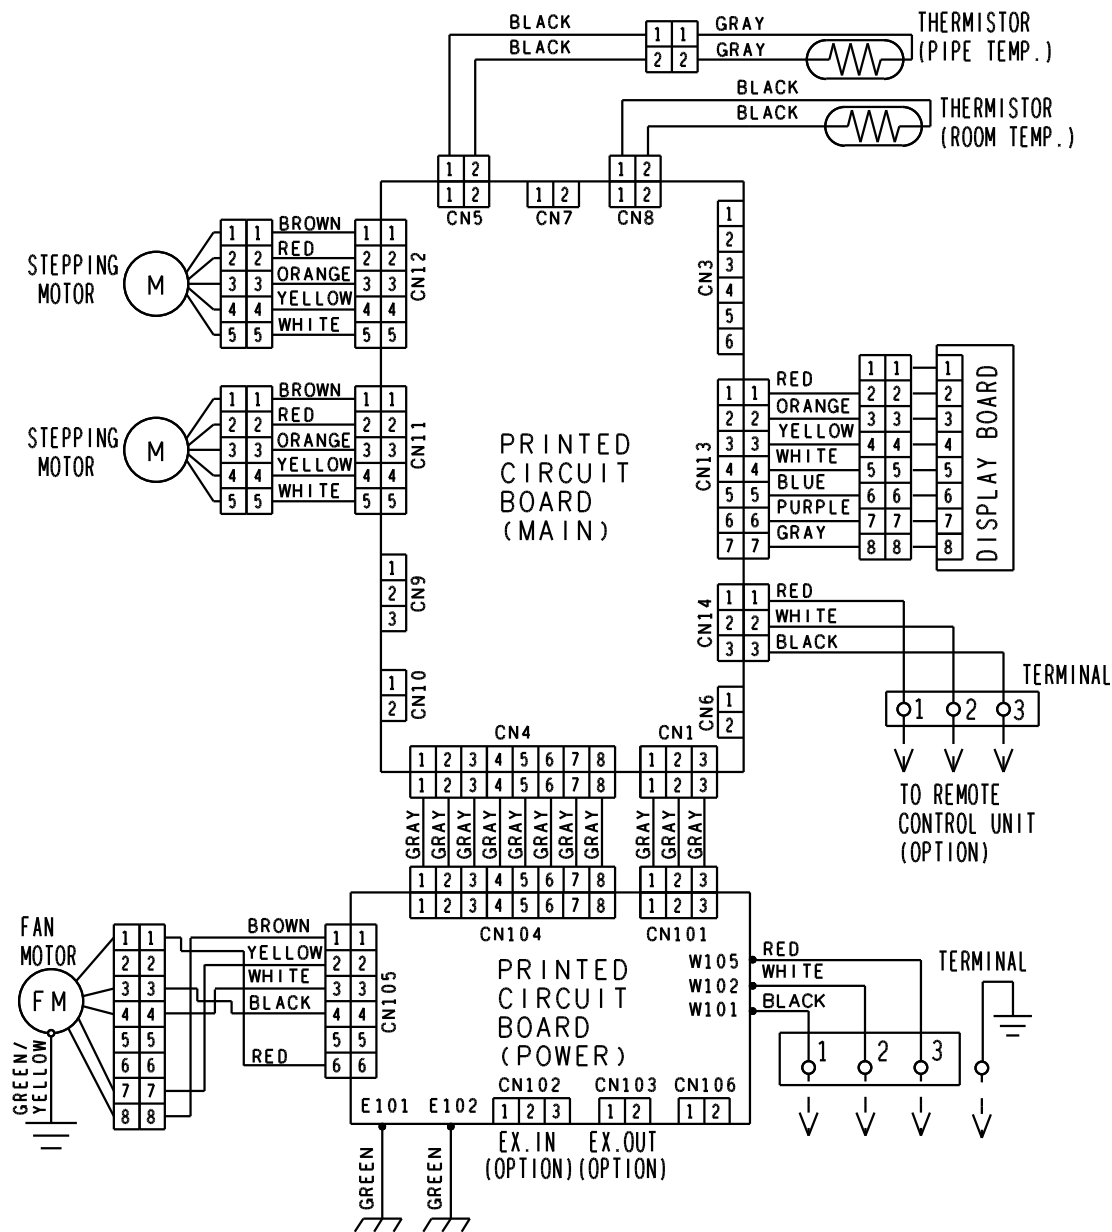 BLACK
BLACK
1 1
2 2
GRAY
GRAY
THERMISTOR
(PIPE TEMP.)
BLACK
BLACK
THERMISTOR
(ROOM TEMP.)
1 2
1 2
CN5
1 2
CN7
1 2
1 2
CN8
STEPPING
MOTOR
M
1 1
2 2
3 3
4 4
5 5
BROWN
RED
ORANGE
YELLOW
WHITE
1 1
2 2
3 3
4 4
5 5
CN12
1
2
3
4
5
6
CN3
STEPPING
MOTOR
M
1 1
2 2
3 3
4 4
5 5
BROWN
RED
ORANGE
YELLOW
WHITE
1 1
2 2
3 3
4 4
5 5
CN11
PRINTED
CIRCUIT
BOARD
(MAIN)
CN13
1 1
2 2
3 3
4 4
5 5
6 6
7 7
RED
ORANGE
YELLOW
WHITE
BLUE
PURPLE
GRAY
1 1
2 2
3 3
4 4
5 5
6 6
7 7
8 8
1
2
3
4
5
6
7
8
DISPLAY BOARD
1
2
3
CN9
1
2
CN10
CN14
1 1
2 2
3 3
RED
WHITE
BLACK
TERMINAL
1 2 3
TO REMOTE
CONTROL UNIT
(OPTION)
CN6
1
2
CN4
1 2 3 4 5 6 7 8
1 2 3 4 5 6 7 8
CN1
1 2 3
1 2 3
GRAY
GRAY
GRAY
GRAY
GRAY
GRAY
GRAY
GRAY
GRAY
GRAY
GRAY
1 2 3 4 5 6 7 8
1 2 3 4 5 6 7 8
CN104
1 2 3
1 2 3
CN101
FAN
MOTOR
FM
GREEN/
YELLOW
1 1
2 2
3 3
4 4
5 5
6 6
7 7
8 8
BROWN
YELLOW
WHITE
BLACK
RED
1 1
2 2
3 3
4 4
5 5
6 6
CN105
PRINTED
CIRCUIT
BOARD
(POWER)
W105
W102
W101
RED
WHITE
BLACK
TERMINAL
1 2 3
E101
E102
CN102
1 2 3
EX.IN
(OPTION)
CN103
1 2
EX.OUT
(OPTION)
CN106
1 2
GREEN
GREEN